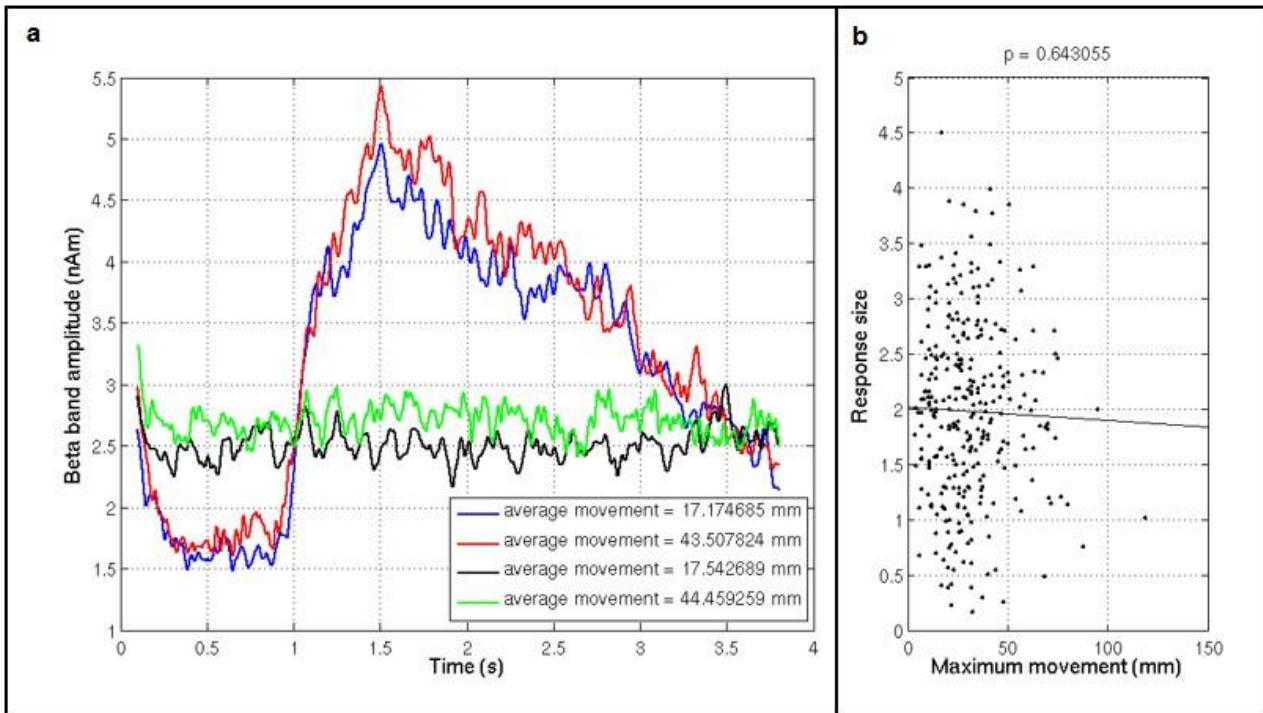 a
5.5
5
4.5
4
3.5
3
2.5
2
1.5
1
Beta band amplitude (nAm)
average movement = 17.174685 mm
average movement = 43.507824 mm
average movement = 17.542689 mm
average movement = 44.459259 mm
0 0.5 1 1.5 2 2.5 3 3.5 4
Time (s)
b
p = 0.643055
5
4.5
4
3.5
3
2.5
2
1.5
1
0.5
0
Response size
0 50 100 150
Maximum movement (mm)